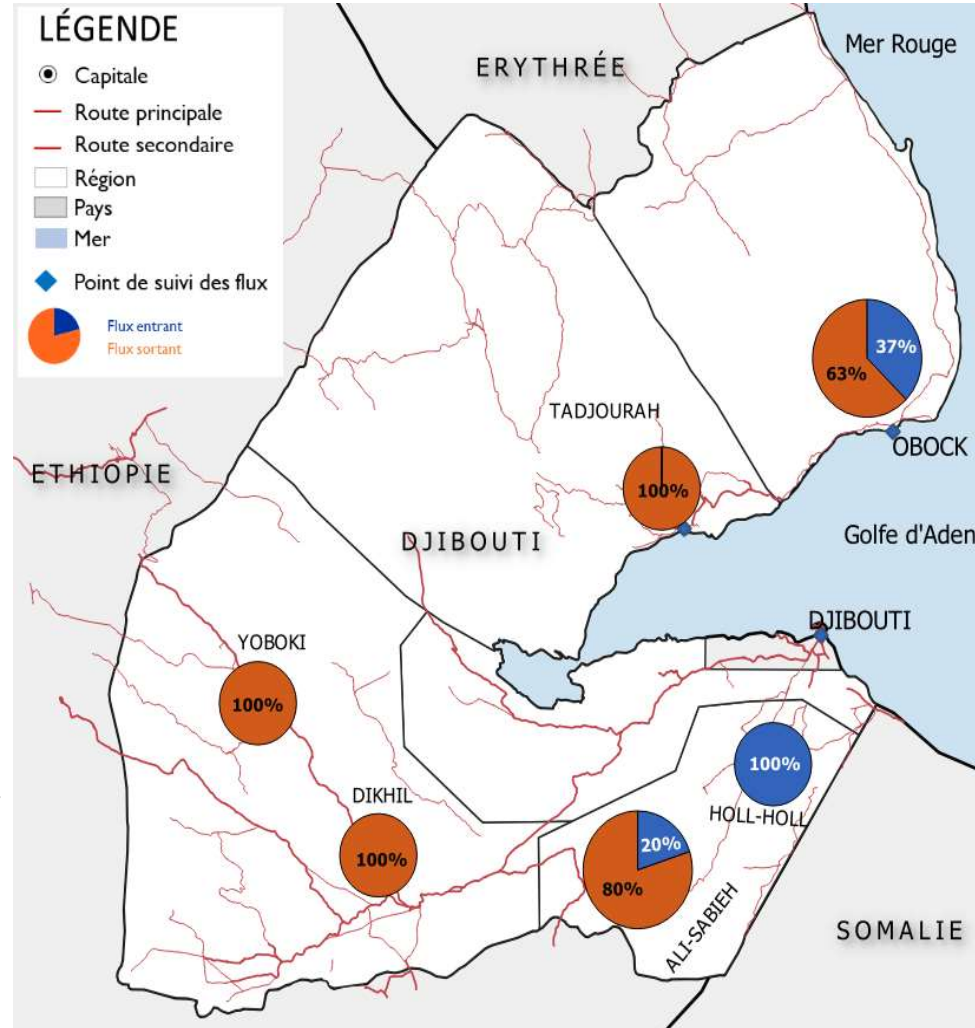 LÉGENDE
Capitale
Route principale
Route secondaire
Région
Pays
Mer
Point de suivi des flux
Flux entrant
Flux sortant
Mer Rouge
ERYTHRÉE
37%
63%
TADJOURAH
OBOCK
ETHIOPIE
100%
DJIBOUTI
Golfe d'Aden
DJIBOUTI
YOBOKI
100%
100%
DIKHIL
HOLL-HOLL
20%
100%
80%
ALI-SABIEH
SOMALIE